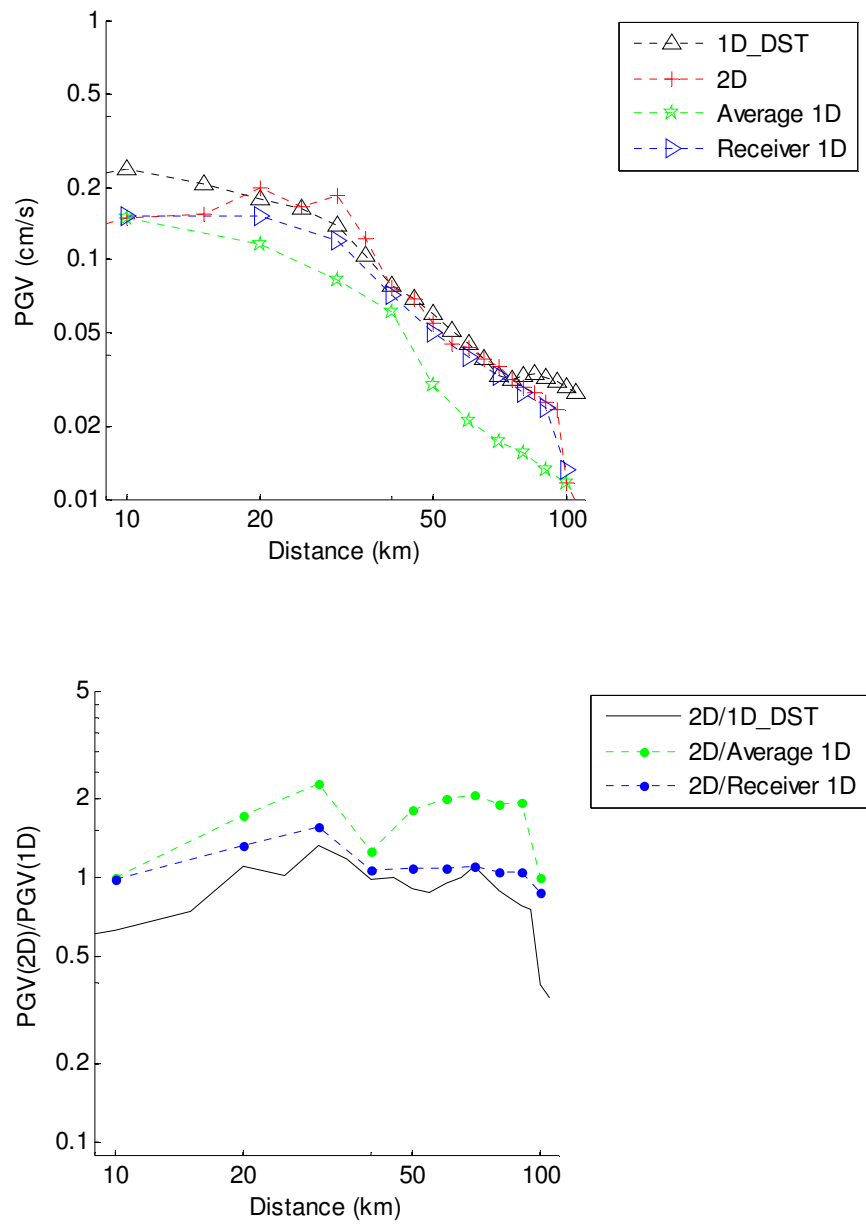 1
0.5
0.2
0.1
0.05
0.02
0.01
PGV (cm/s)
10
20
50
100
Distance (km)
1D_DST
2D
Average 1D
Receiver 1D
5
2
1
0.5
0.2
0.1
PGV(2D)/PGV(1D)
10
20
50
100
Distance (km)
2D/1D_DST
2D/Average 1D
2D/Receiver 1D